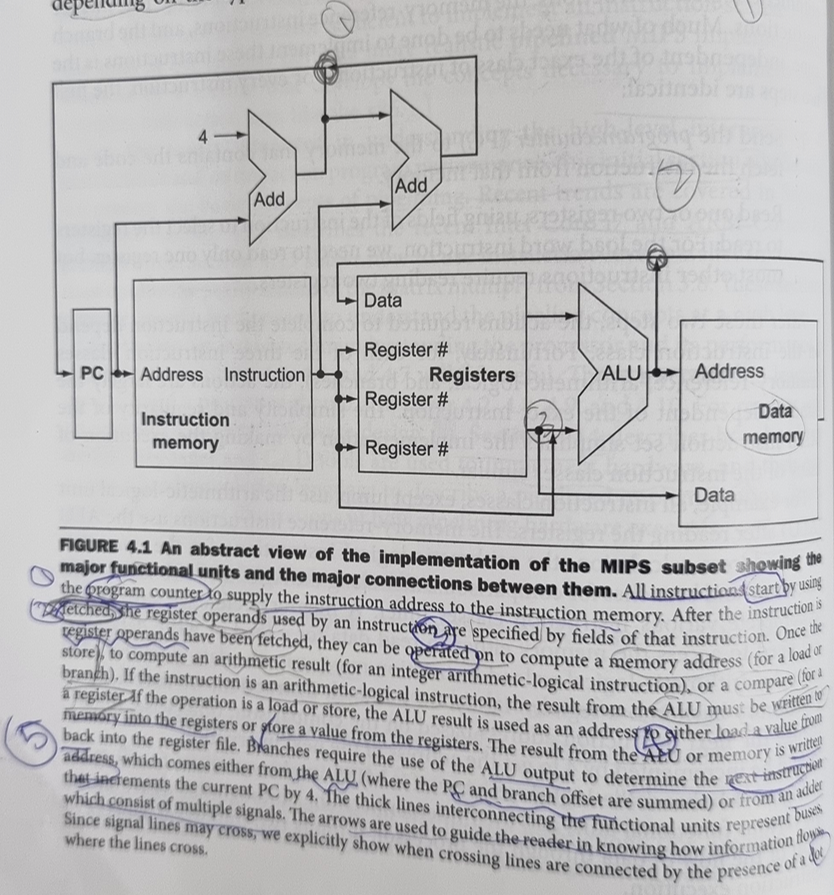 depending on
4
Add
Add
Data
Register #
PC
Address
Instruction
Registers
ALU
Address
Register #
Instruction
memory
Data
memory
Register #
Data
FIGURE 4.1 An abstract view of the implementation of the MIPS subset showing the
major functional units and the major connections between them. All instructions start by using
the program counter to supply the instruction address to the instruction memory. After the instruction is
fetched, the register operands used by an instruction are specified by fields of that instruction. Once the
register operands have been fetched, they can be operated on to compute a memory address (for a load or
store), to compute an arithmetic result (for an integer arithmetic-logical instruction), or a compare (for a
branch). If the instruction is an arithmetic-logical instruction, the result from the ALU must be written to
a register If the operation is a load or store, the ALU result is used as an address to either load a value from
memory into the registers or store a value from the registers. The result from the ALU or memory is written
back into the register file. Branches require the use of the ALU output to determine the next instruction
address, which comes either from the ALU (where the PC and branch offset are summed) or from an adder
that increments the current PC by 4. The thick lines interconnecting the functional units represent buses,
which consist of multiple signals. The arrows are used to guide the reader in knowing how information flows.
Since signal lines may cross, we explicitly show when crossing lines are connected by the presence of a dot
where the lines cross.
5